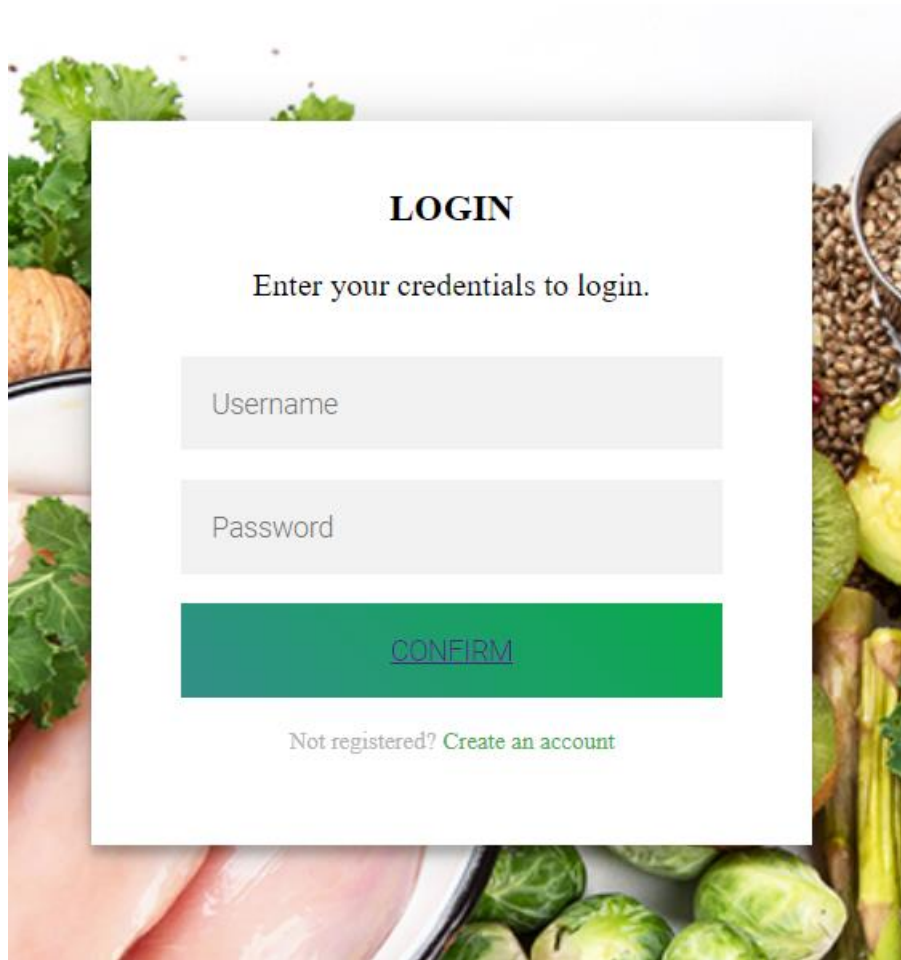 LOGIN
Enter your credentials to login.
Username
Password
CONFIRM
Not registered? Create an account